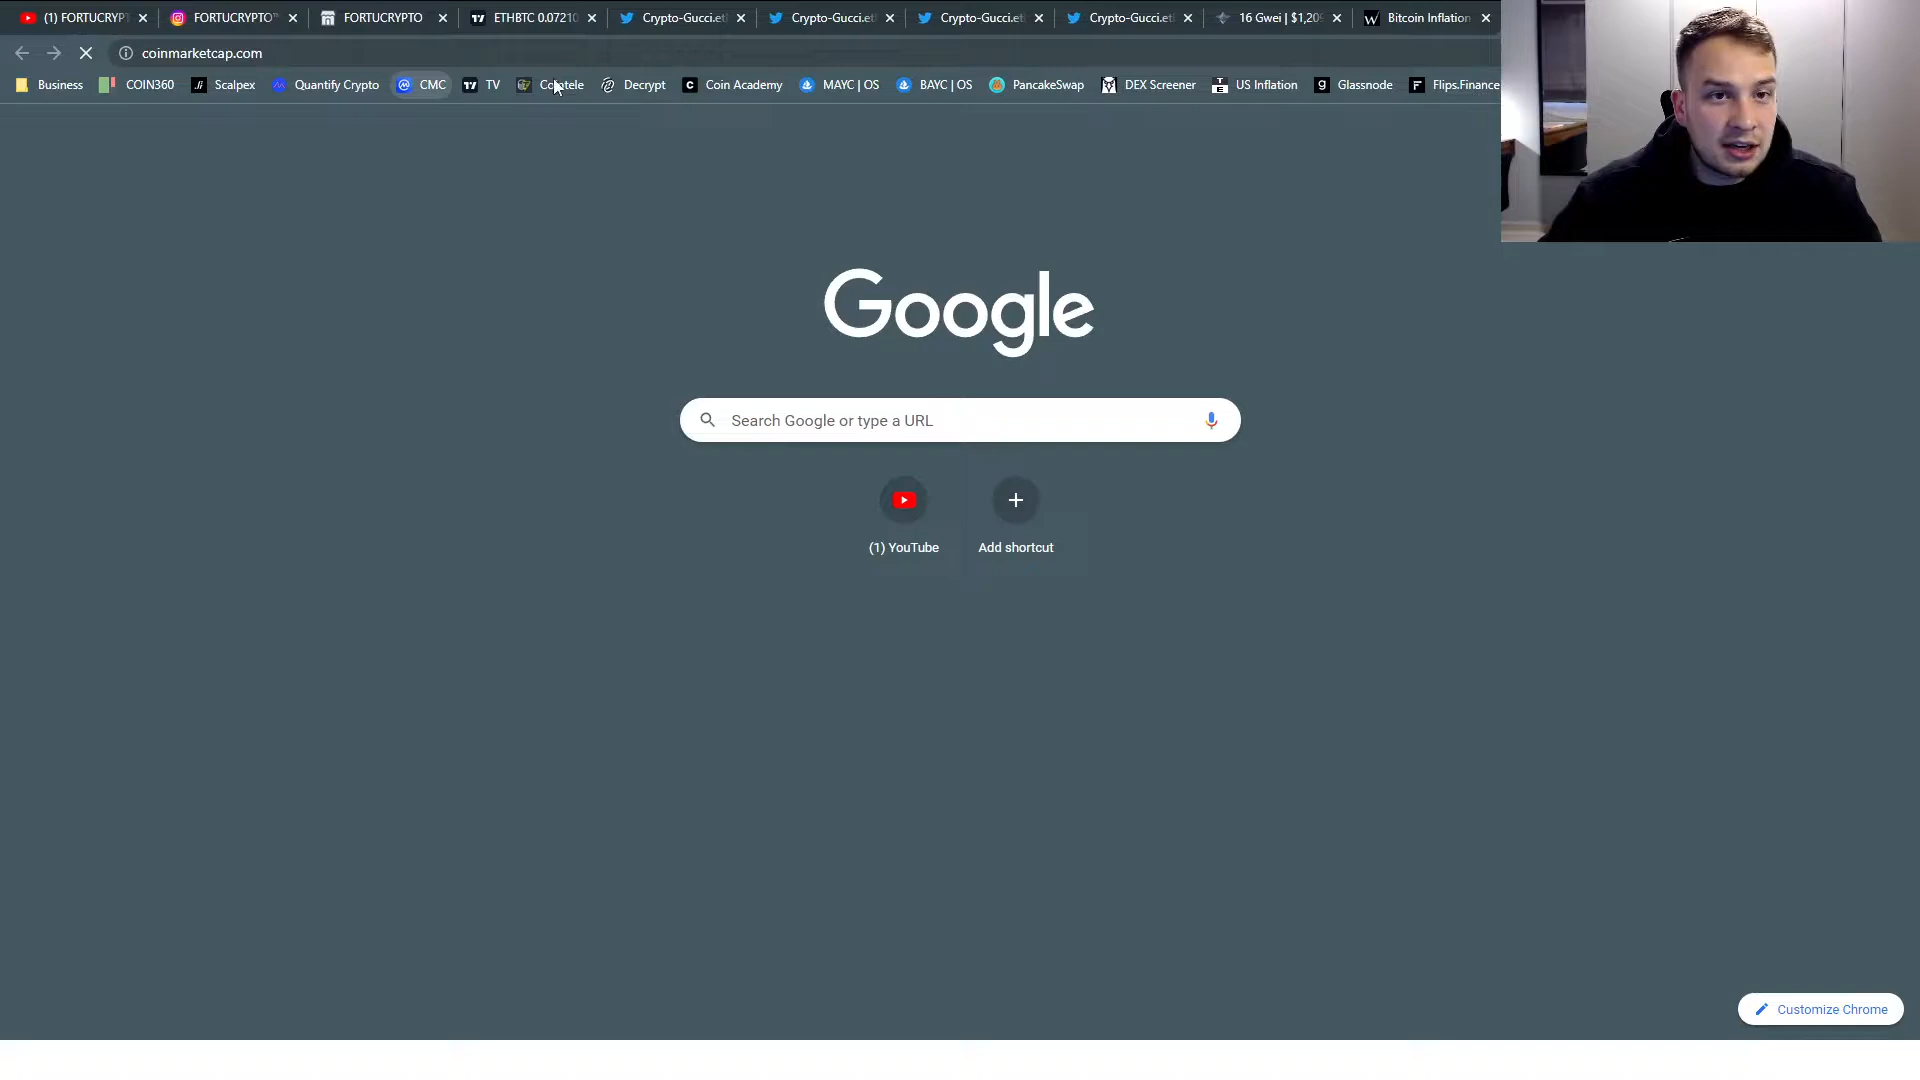 (1) FORTUCRYPT
FORTUCRYPTO™
FORTUCRYPTO
ETHBTC 0.07210
Crypto-Gucci.et
Crypto-Gucci.et
Crypto-Gucci.et
Crypto-Gucci.et
16 Gwei | $1,209
Bitcoin Inflation
coinmarketcap.com
Business
COIN360
Scalpex
Quantify Crypto
CMC
TV
Decrypt
Coin Academy
MAYC | OS
BAYC | OS
PancakeSwap
DEX Screener
US Inflation
Glassnode
Flips.Finance
Google
Search Google or type a URL
(1) YouTube
Add shortcut
Customize Chrome